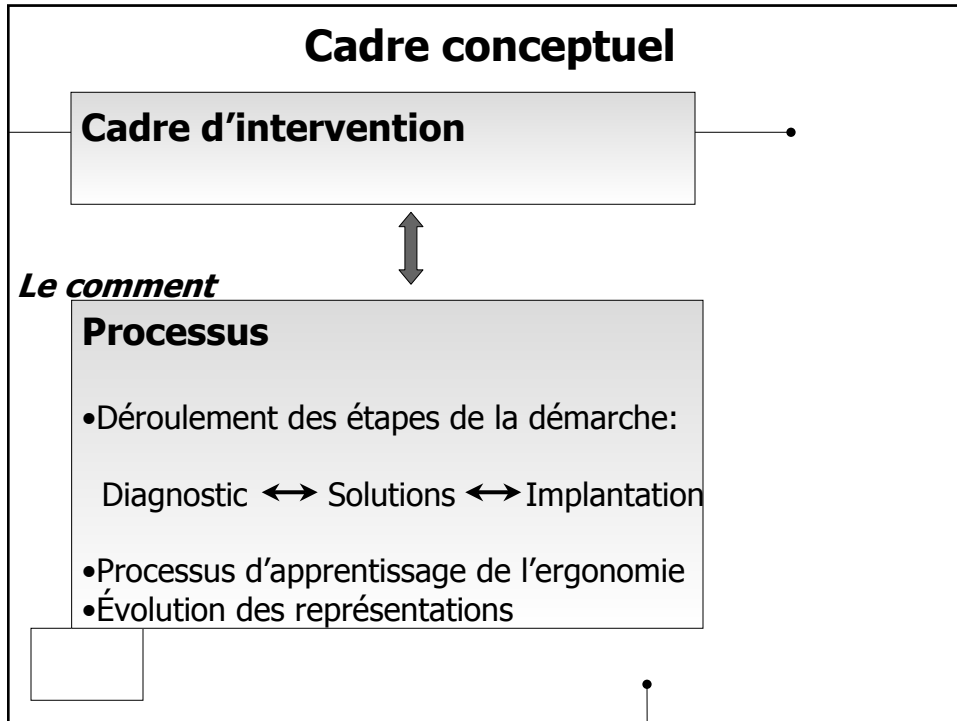 Cadre conceptuel
Cadre d’intervention
Le comment
Processus
•Déroulement des étapes de la démarche:
Diagnostic ↔ Solutions ↔ Implantation
•Processus d’apprentissage de l’ergonomie
•Évolution des représentations